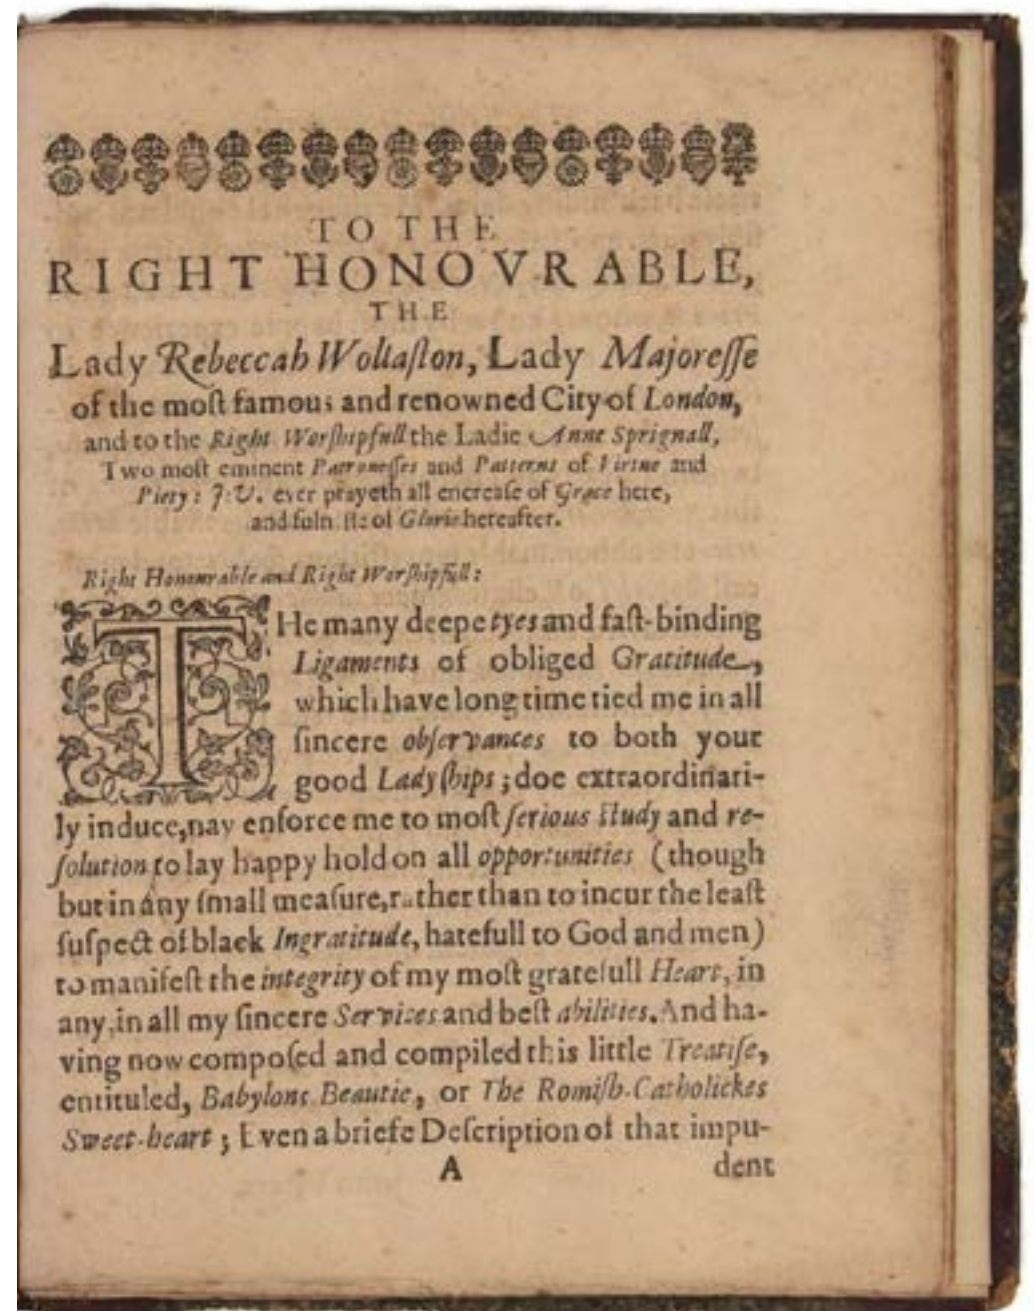 TO THE
RIGHT HONOVRABLE,
THE
Lady Rebeccah Wollaſton, Lady Majoreſſe
of the moſt famous and renowned City of London,
and to the Right Worſhipfull the Ladie Anne Sprignall,
Two moſt eminent Patroneſſes and Patterns of Virtue and
Piety: J. V. ever prayeth all encreaſe of Grace here,
and fulneſſe of Glorie hereafter.
Right Honourable and Right Worſhipfull:
THe many deepe tyes and faſt-binding
Ligaments of obliged Gratitude,
which have long time tied me in all
ſincere obſervances to both your
good Ladyſhips; doe extraordinari-
ly induce, nay enforce me to moſt ſerious ſtudy and re-
ſolution to lay happy hold on all opportunities (though
but in any ſmall meaſure, rather than to incur the leaſt
ſuſpect of black Ingratitude, hatefull to God and men)
to manifeſt the integrity of my moſt gratefull Heart, in
any, in all my ſincere Services and beſt abilities. And ha-
ving now compoſed and compiled this little Treatiſe,
entituled, Babylons Beautie, or The Romiſh-Catholickes
Sweet-heart; Even a briefe Deſcription of that impu-
A dent